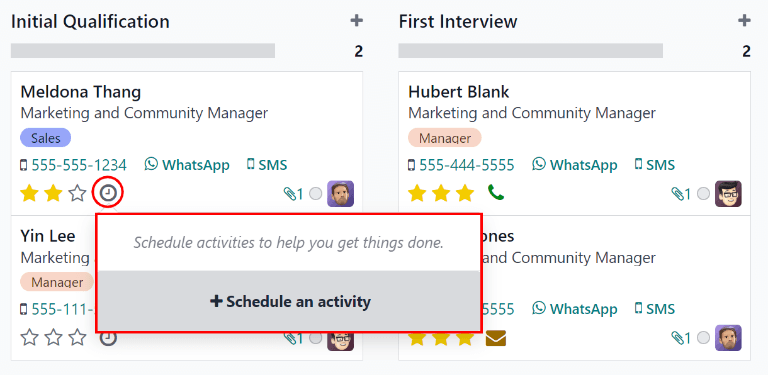 Initial Qualification
2
Meldona Thang
Marketing and Community Manager
Sales
555-555-1234 WhatsApp SMS
1
Yin Lee
Marketing
Manager
555-111-
1
Schedule activities to help you get things done.
+ Schedule an activity
First Interview
2
Hubert Blank
Marketing and Community Manager
Manager
555-444-5555 WhatsApp SMS
1
ones
and Community Manager
5555 WhatsApp SMS
1